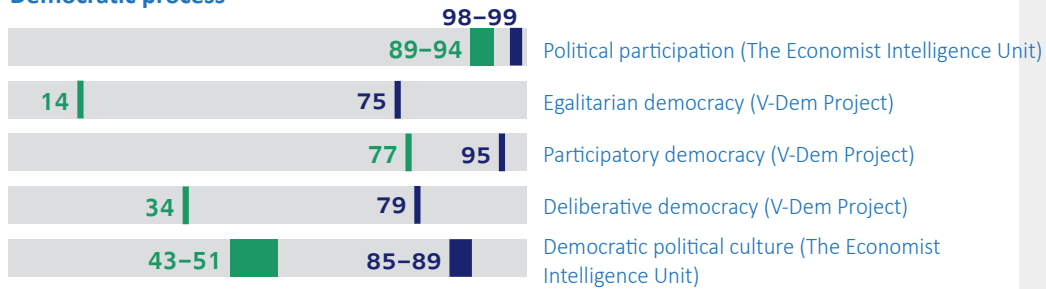 Democratic process
98–99
89–94
Political participation (The Economist Intelligence Unit)
14
75
Egalitarian democracy (V-Dem Project)
77
95
Participatory democracy (V-Dem Project)
34
79
Deliberative democracy (V-Dem Project)
43–51
85–89
Democratic political culture (The Economist
Intelligence Unit)